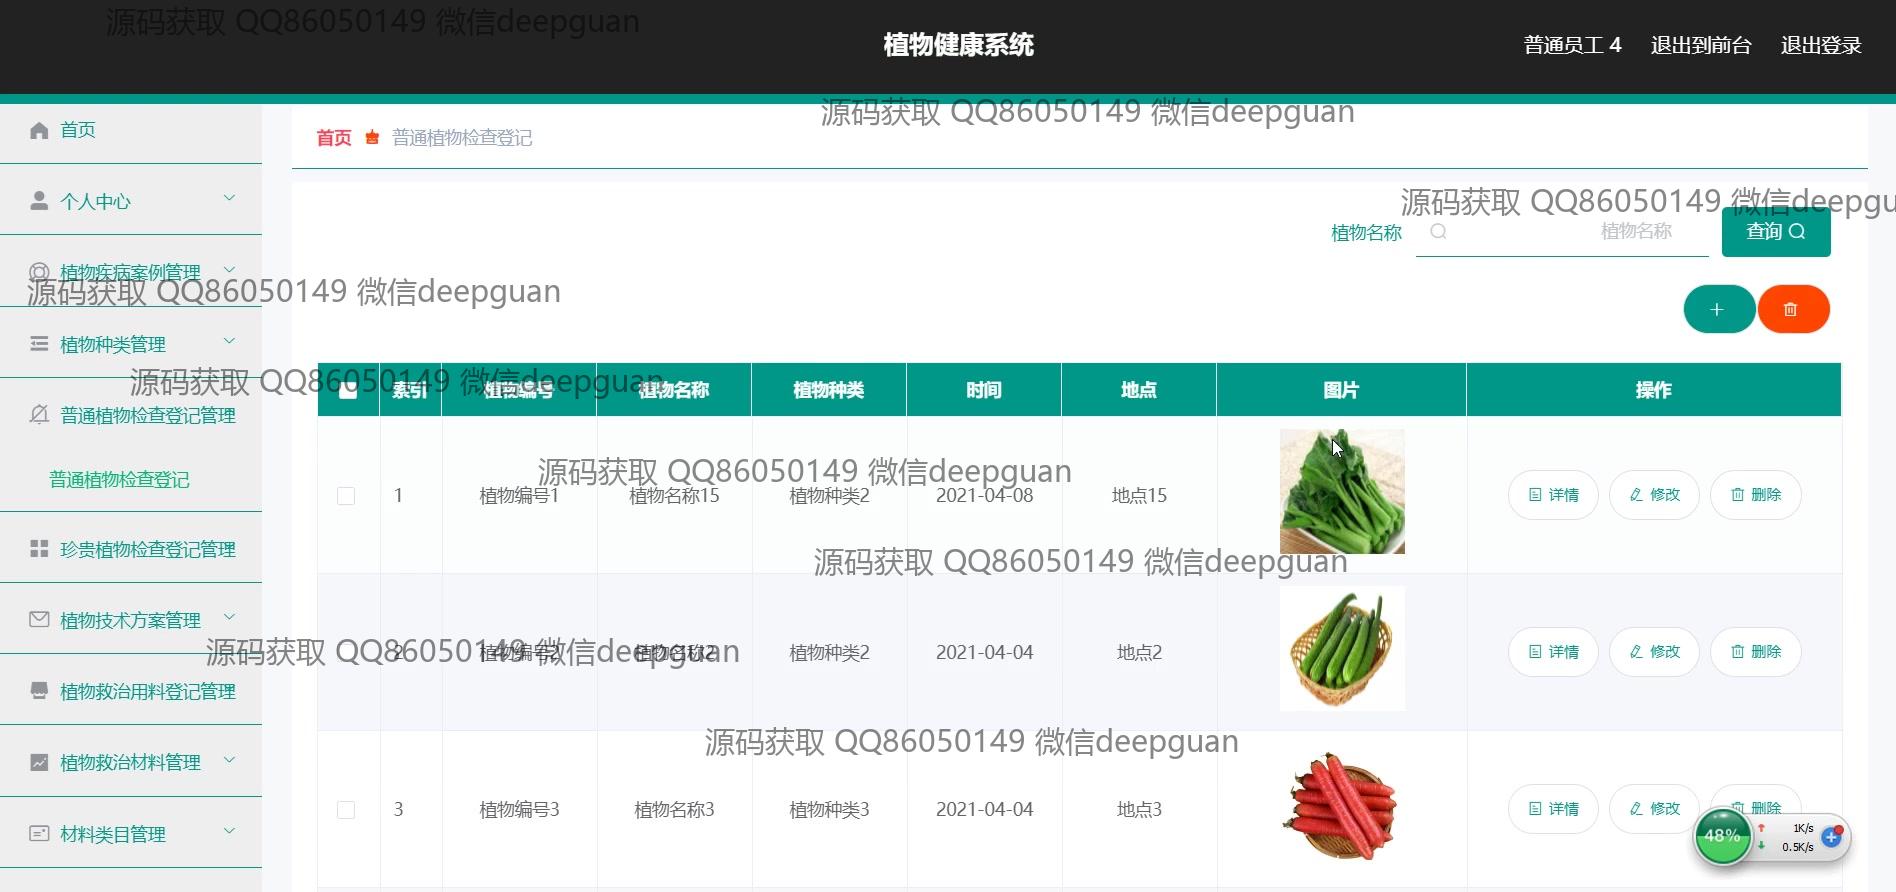 源码获取 QQ86050149 微信deepguan
植物健康系统
普通员工 4 退出到前台 退出登录
源码获取 QQ86050149 微信deepguan
首页
首页 普通植物检查登记
源码获取 QQ86050149 微信deepgu
个人中心
植物名称 植物名称 查询
植物疾病案例管理
源码获取 QQ86050149 微信deepguan
植物种类管理
源码获取 QQ86050149 微信deepguan
索引 植物编号 植物名称 植物种类 时间 地点 图片 操作
普通植物检查登记管理
源码获取 QQ86050149 微信deepguan
普通植物检查登记
1 植物编号1 植物名称15 植物种类2 2021-04-08 地点15 详情 修改 删除
珍贵植物检查登记管理
源码获取 QQ86050149 微信deepguan
植物技术方案管理
源码获取 QQ86050149 微信deepguan
2 植物编号2 植物名称2 植物种类2 2021-04-04 地点2 详情 修改 删除
植物救治用料登记管理
源码获取 QQ86050149 微信deepguan
植物救治材料管理
3 植物编号3 植物名称3 植物种类3 2021-04-04 地点3 详情 修改 删除
材料类目管理
48% 1K/s
0.5K/s